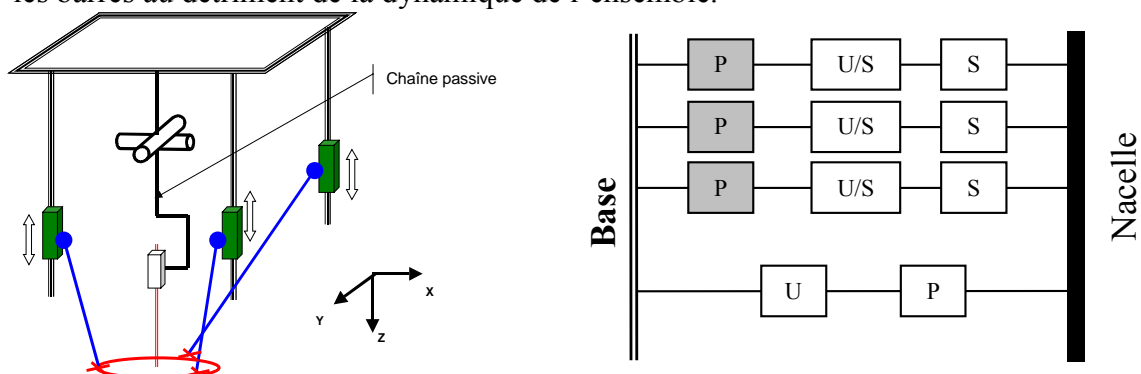 les barres au détriment de la dynamique de l'ensemble.
Chaîne passive
X
Y
Z
Base
P U/S S
P U/S S
P U/S S
U P
Nacelle